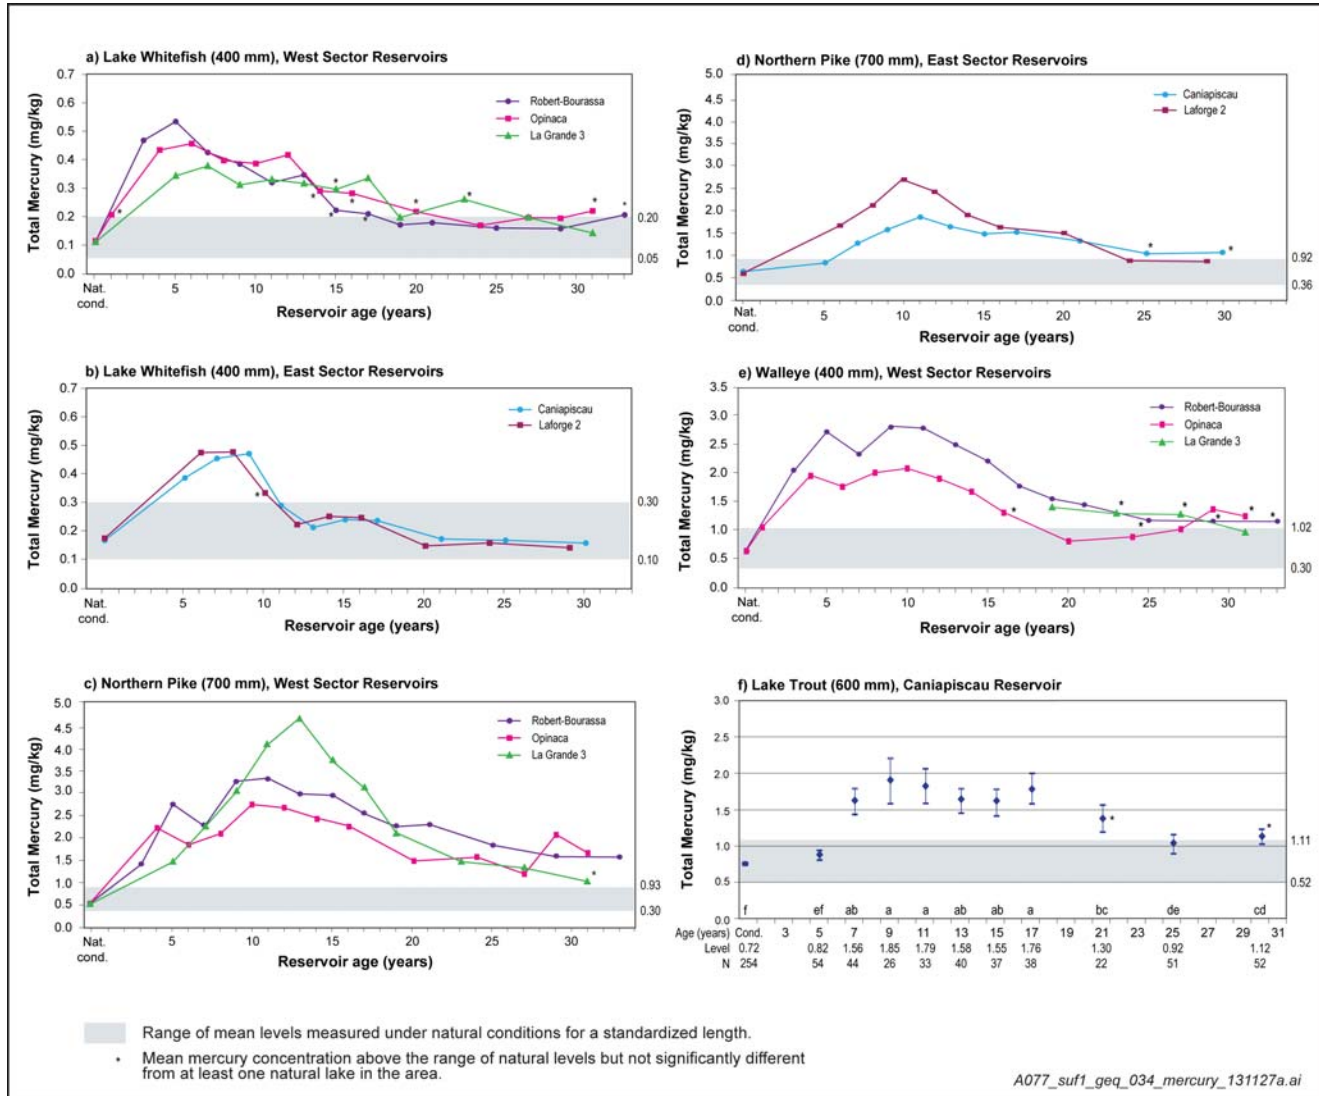 a) Lake Whitefish (400 mm), West Sector Reservoirs
Total Mercury (mg/kg)
0.7
0.6
0.5
0.4
0.3
0.2
0.1
0.0
Robert-Bourassa
Opinaca
La Grande 3
* * * * * * * * * * *
0.20
0.05
Nat. cond. 5 10 15 20 25 30
Reservoir age (years)
b) Lake Whitefish (400 mm), East Sector Reservoirs
Total Mercury (mg/kg)
0.7
0.6
0.5
0.4
0.3
0.2
0.1
0.0
Caniapiscau
Laforge 2
*
0.30
0.10
Nat. cond. 5 10 15 20 25 30
Reservoir age (years)
c) Northern Pike (700 mm), West Sector Reservoirs
Total Mercury (mg/kg)
5.0
4.5
4.0
3.5
3.0
2.5
2.0
1.5
1.0
0.5
0.0
Robert-Bourassa
Opinaca
La Grande 3
*
0.93
0.30
Nat. cond. 5 10 15 20 25 30
Reservoir age (years)
d) Northern Pike (700 mm), East Sector Reservoirs
Total Mercury (mg/kg)
5.0
4.5
4.0
3.5
3.0
2.5
2.0
1.5
1.0
0.5
0.0
Caniapiscau
Laforge 2
* *
0.92
0.36
Nat. cond. 5 10 15 20 25 30
Reservoir age (years)
e) Walleye (400 mm), West Sector Reservoirs
Total Mercury (mg/kg)
3.5
3.0
2.5
2.0
1.5
1.0
0.5
0.0
Robert-Bourassa
Opinaca
La Grande 3
* * * * * * *
1.02
0.30
Nat. cond. 5 10 15 20 25 30
Reservoir age (years)
f) Lake Trout (600 mm), Caniapiscau Reservoir
Total Mercury (mg/kg)
3.0
2.5
2.0
1.5
1.0
0.5
0.0
* *
1.11
0.52
f ef ab a a ab ab a bc de cd
Age (years) Cond. 3 5 7 9 11 13 15 17 19 21 23 25 27 29 31
Level 0.72 0.82 1.56 1.85 1.79 1.58 1.55 1.76 1.30 0.92 1.12
N 254 54 44 26 33 40 37 38 22 51 52
Range of mean levels measured under natural conditions for a standardized length.
* Mean mercury concentration above the range of natural levels but not significantly different
from at least one natural lake in the area.
A077_suf1_geq_034_mercury_131127a.ai